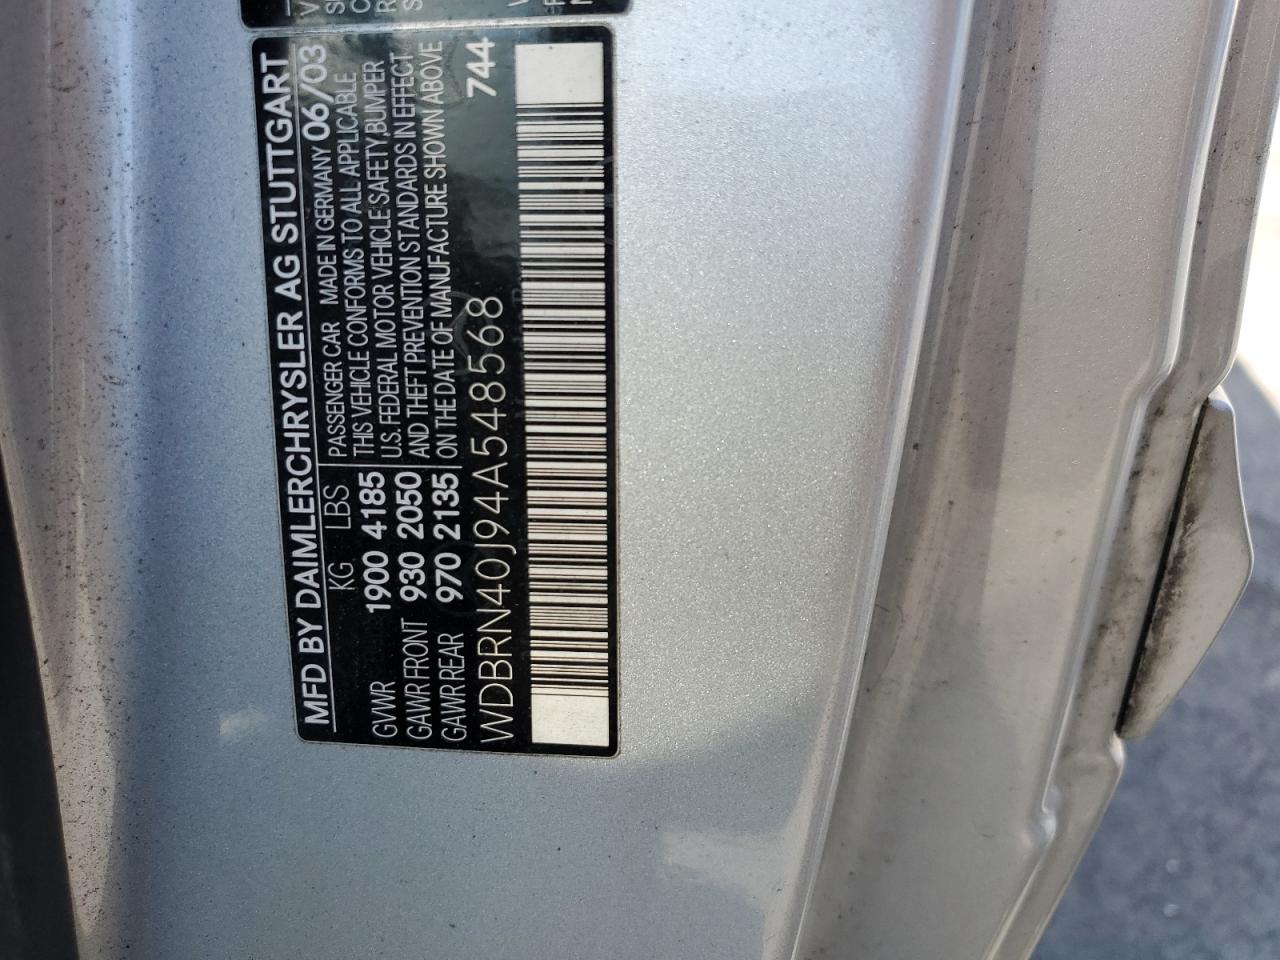 MFD BY DAIMLERCHRYSLER AG STUTTGART
KG LBS PASSENGER CAR MADE IN GERMANY 06/03
GVWR 1900 4185 THIS VEHICLE CONFORMS TO ALL APPLICABLE
U.S. FEDERAL MOTOR VEHICLE SAFETY, BUMPER
GAWR FRONT 930 2050 AND THEFT PREVENTION STANDARDS IN EFFECT
GAWR REAR 970 2135 ON THE DATE OF MANUFACTURE SHOWN ABOVE
WDBRN40J94A548568 744